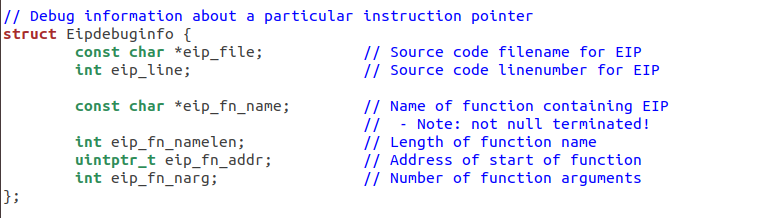 // Debug information about a particular instruction pointer
struct Eipdebuginfo {
        const char *eip_file;           // Source code filename for EIP
        int eip_line;                   // Source code linenumber for EIP

        const char *eip_fn_name;        // Name of function containing EIP
                                        //  - Note: not null terminated!
        int eip_fn_namelen;             // Length of function name
        uintptr_t eip_fn_addr;          // Address of start of function
        int eip_fn_narg;                // Number of function arguments
};